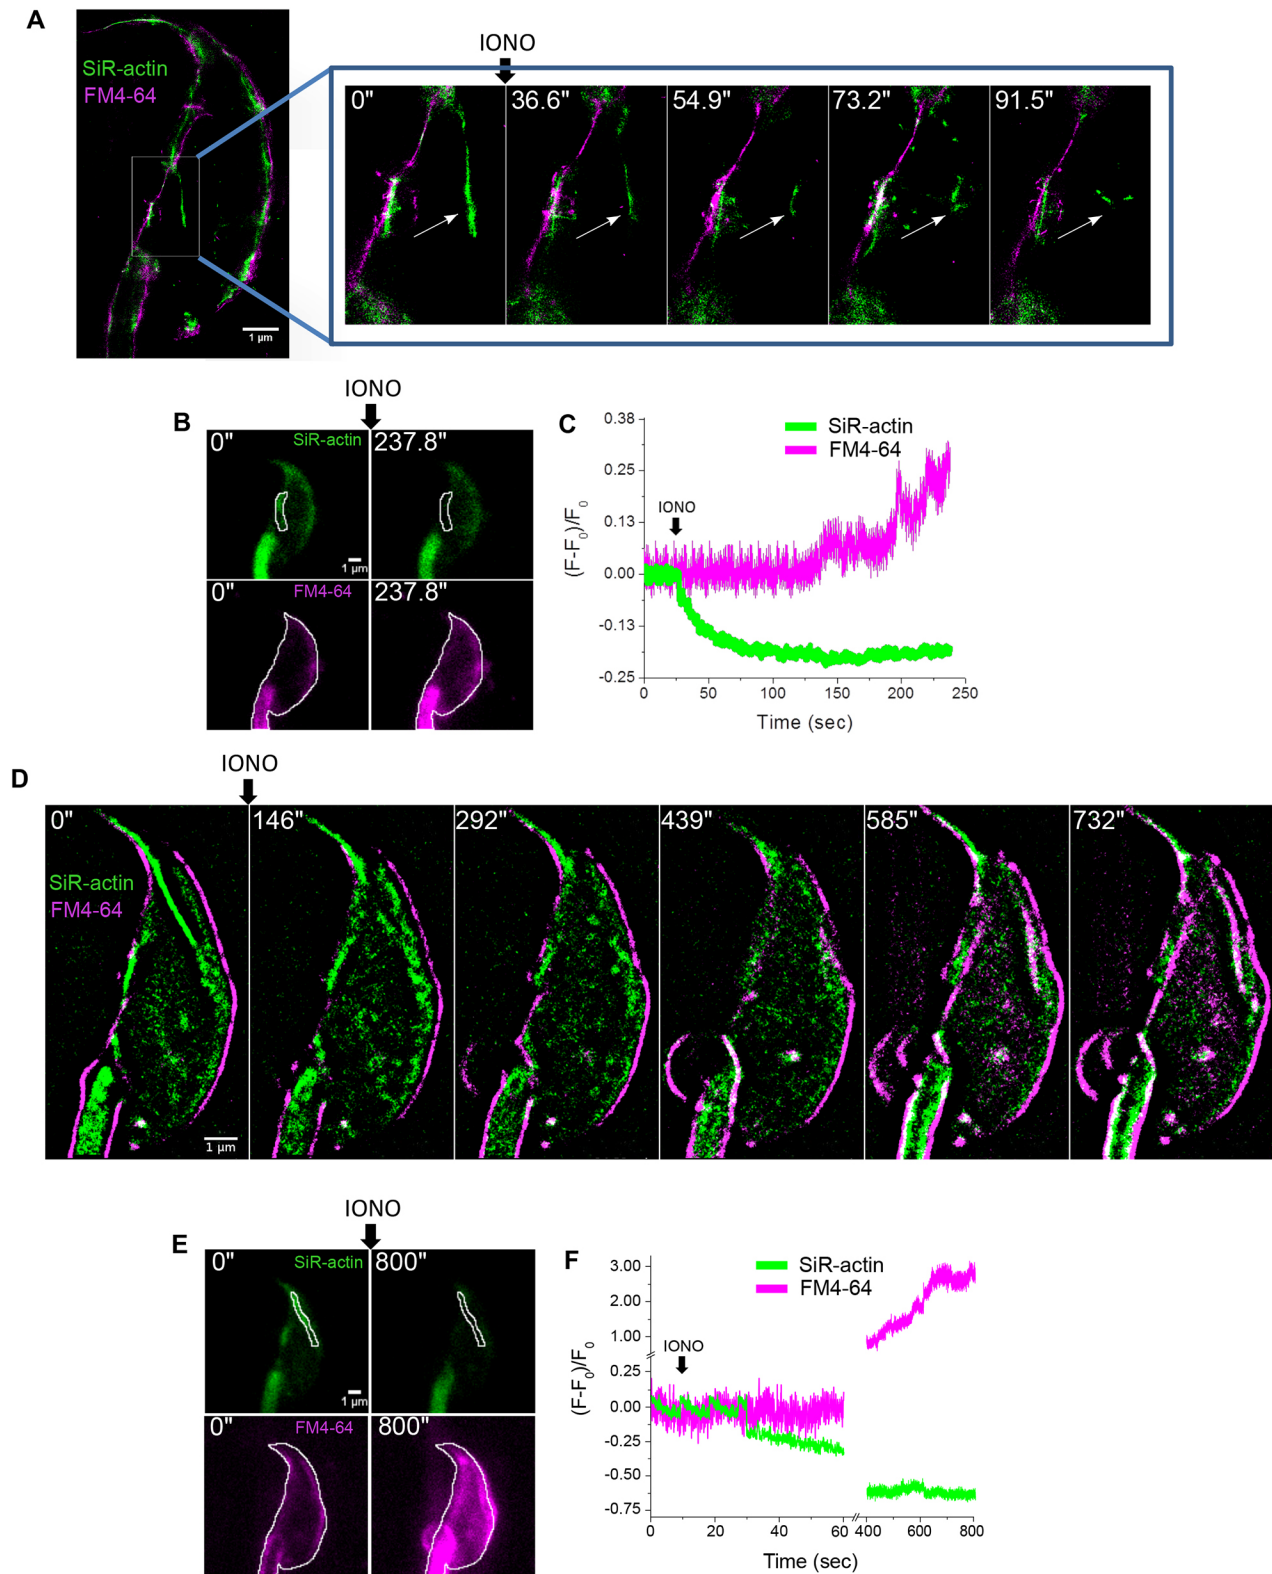 A
SiR-actin
FM4-64
1 µm
IONO
0" 36.6" 54.9" 73.2" 91.5"
B
IONO
0" SiR-actin 237.8"
1 µm
0" FM4-64 237.8"
C
SiR-actin
FM4-64
IONO
(F-F0)/F0
0.38
0.25
0.13
0.00
-0.13
-0.25
0 50 100 150 200 250
Time (sec)
D
IONO
0" 146" 292" 439" 585" 732"
SiR-actin
FM4-64
1 µm
E
IONO
0" SiR-actin 800"
1 µm
0" FM4-64 800"
F
SiR-actin
FM4-64
IONO
(F-F0)/F0
3.00
2.00
1.00
0.25
0.00
-0.25
-0.50
-0.75
0 20 40 60 400 600 800
Time (sec)